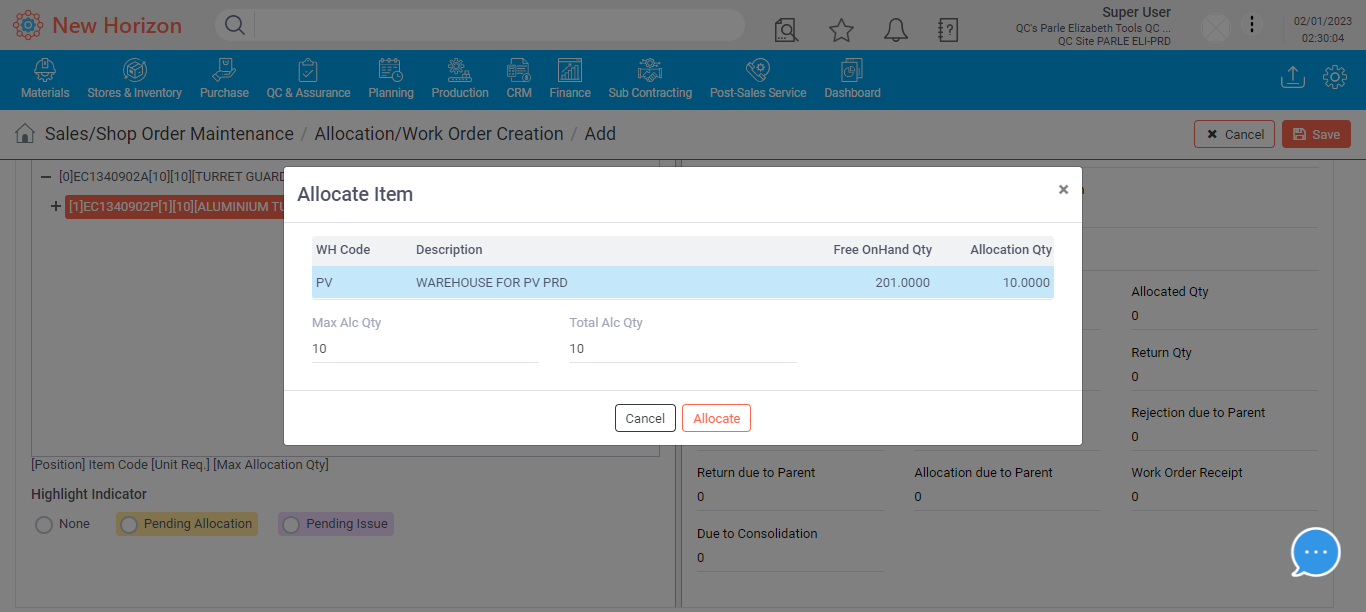 New Horizon
Super User
QC's Parle Elizabeth Tools QC ...
QC Site PARLE ELI-PRD
02/01/2023
02:30:04
Materials
Stores & Inventory
Purchase
QC & Assurance
Planning
Production
CRM
Finance
Sub Contracting
Post-Sales Service
Dashboard
Sales/Shop Order Maintenance / Allocation/Work Order Creation / Add
Cancel
Save
[0]EC1340902A[10][10][TURRET GUARD
[1]EC1340902P[1][10][ALUMINIUM
Allocate Item
WH Code Description Free OnHand Qty Allocation Qty
PV WAREHOUSE FOR PV PRD 201.0000 10.0000
Max Alc Qty Total Alc Qty
10 10
Cancel
Allocate
Allocated Qty
0
Return Qty
0
Rejection due to Parent
0
[Position] Item Code [Unit Req.] [Max Allocation Qty]
Highlight Indicator
None
Pending Allocation
Pending Issue
Return due to Parent Allocation due to Parent Work Order Receipt
0 0 0
Due to Consolidation
0